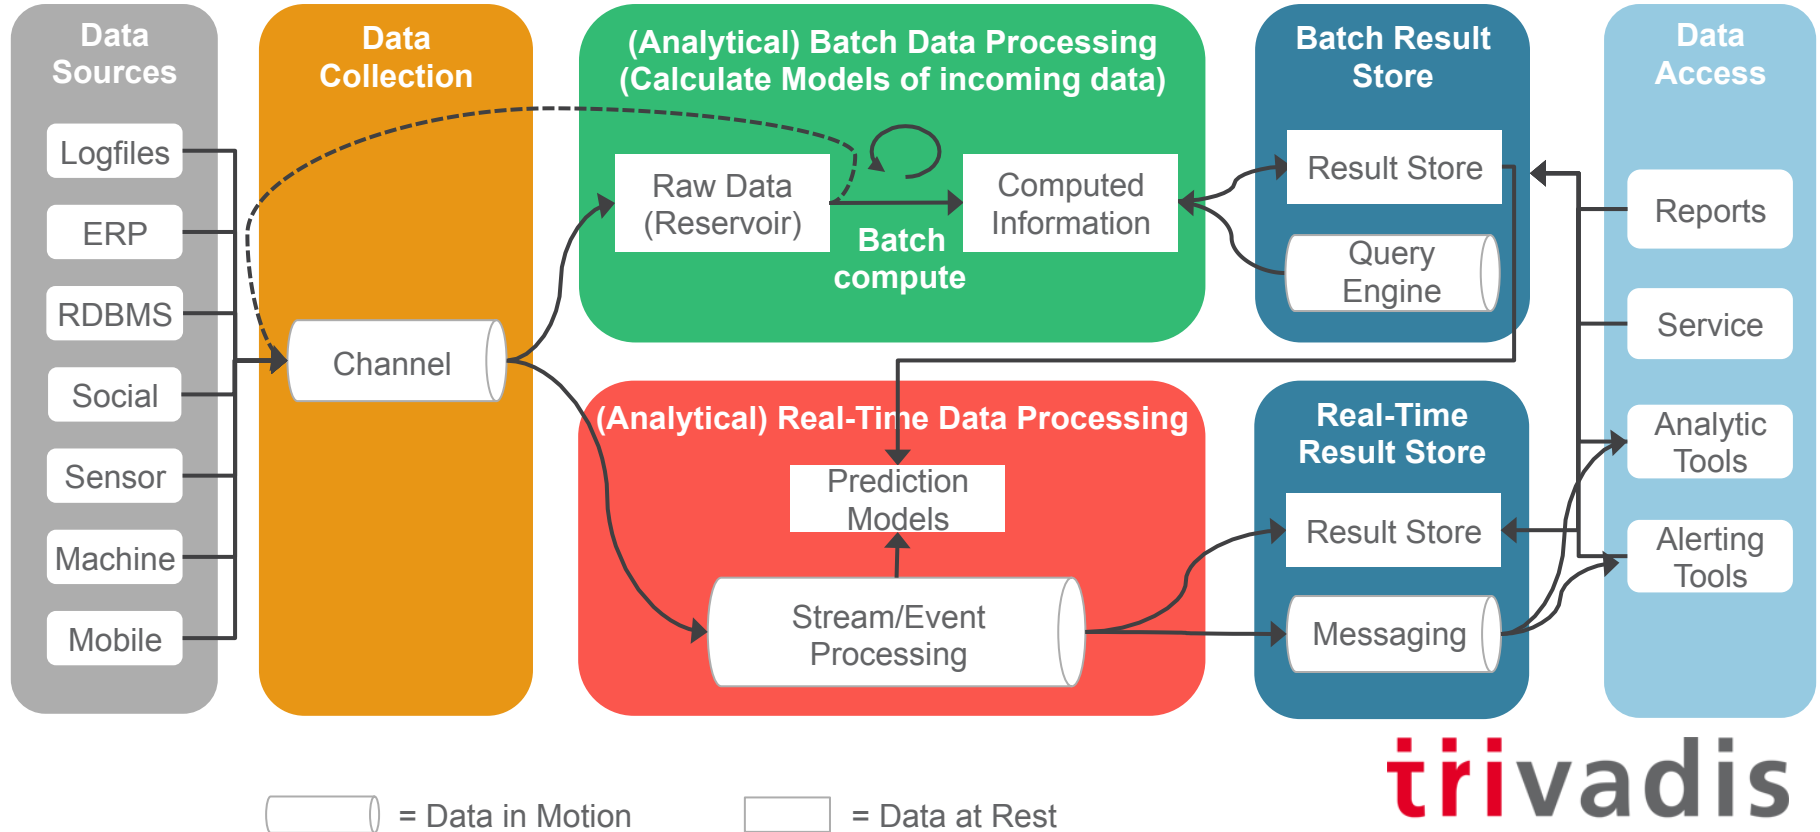 Data
Sources
Logfiles
ERP
RDBMS
Social
Sensor
Machine
Mobile
Data
Collection
Channel
(Analytical) Batch Data Processing
(Calculate Models of incoming data)
Raw Data
(Reservoir)
Batch
compute
Computed
Information
Batch Result
Store
Result Store
Query
Engine
(Analytical) Real-Time Data Processing
Prediction
Models
Stream/Event
Processing
Real-Time
Result Store
Result Store
Messaging
Data
Access
Reports
Service
Analytic
Tools
Alerting
Tools
trivadis
= Data in Motion
= Data at Rest